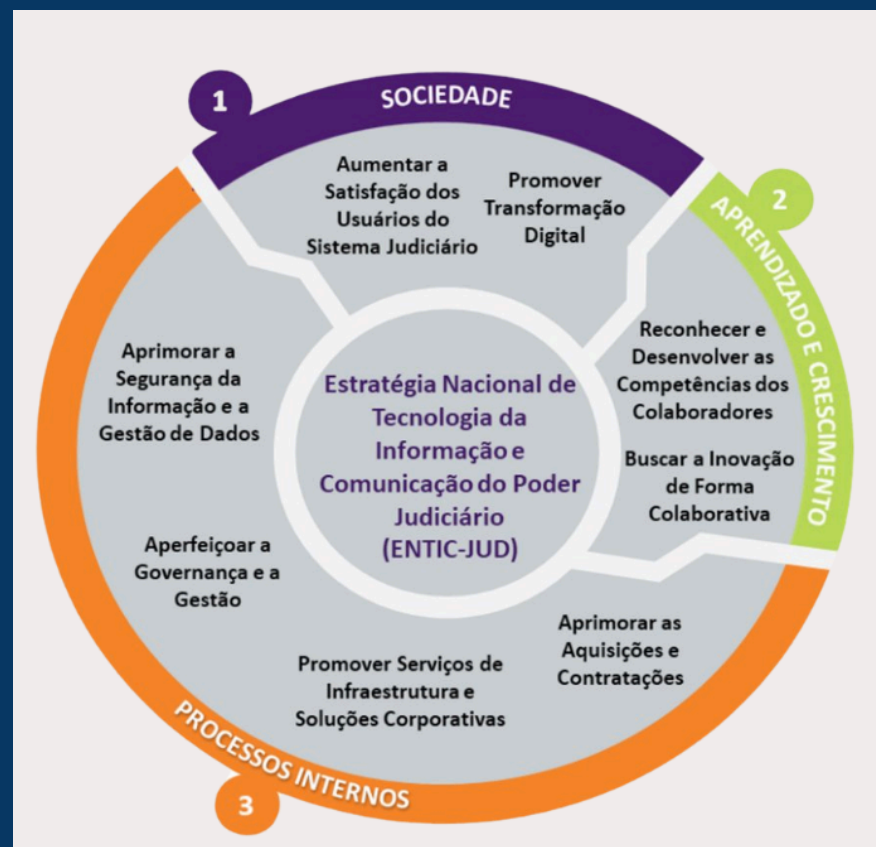 1
SOCIEDADE
Aumentar a
Satisfação dos
Usuários do
Sistema Judiciário
Promover
Transformação
Digital
2
APRENDIZADO E CRESCIMENTO
Reconhecer e
Desenvolver as
Competências dos
Colaboradores
Buscar a Inovação
de Forma
Colaborativa
Estratégia Nacional de
Tecnologia da
Informação e
Comunicação do Poder
Judiciário
(ENTIC-JUD)
Aprimorar a
Segurança da
Informação e a
Gestão de Dados
Aperfeiçoar a
Governança e a
Gestão
Promover Serviços de
Infraestrutura e
Soluções Corporativas
Aprimorar as
Aquisições e
Contratações
PROCESSOS INTERNOS
3